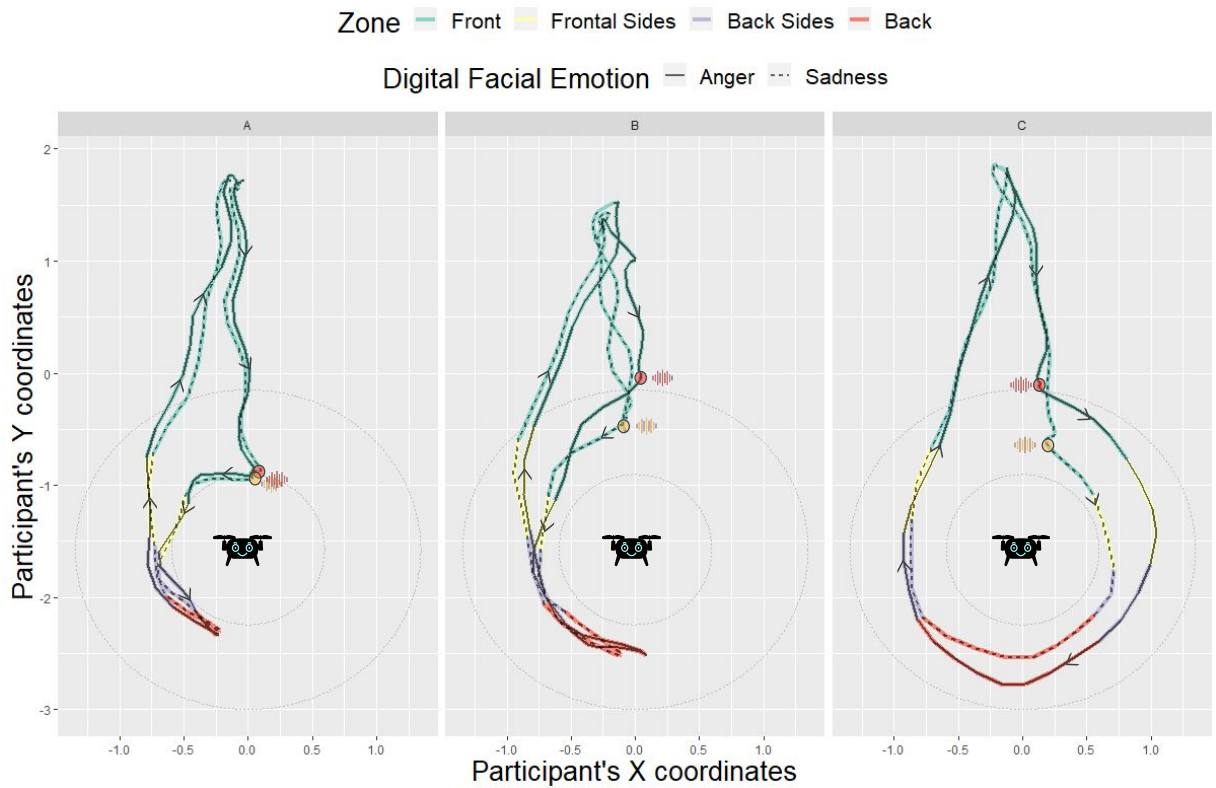 Zone Front Frontal Sides Back Sides Back
Digital Facial Emotion Anger Sadness
A B C
Participant's Y coordinates
2
1
0
-1
-2
-3
-1.0 -0.5 0.0 0.5 1.0 -1.0 -0.5 0.0 0.5 1.0 -1.0 -0.5 0.0 0.5 1.0
Participant's X coordinates